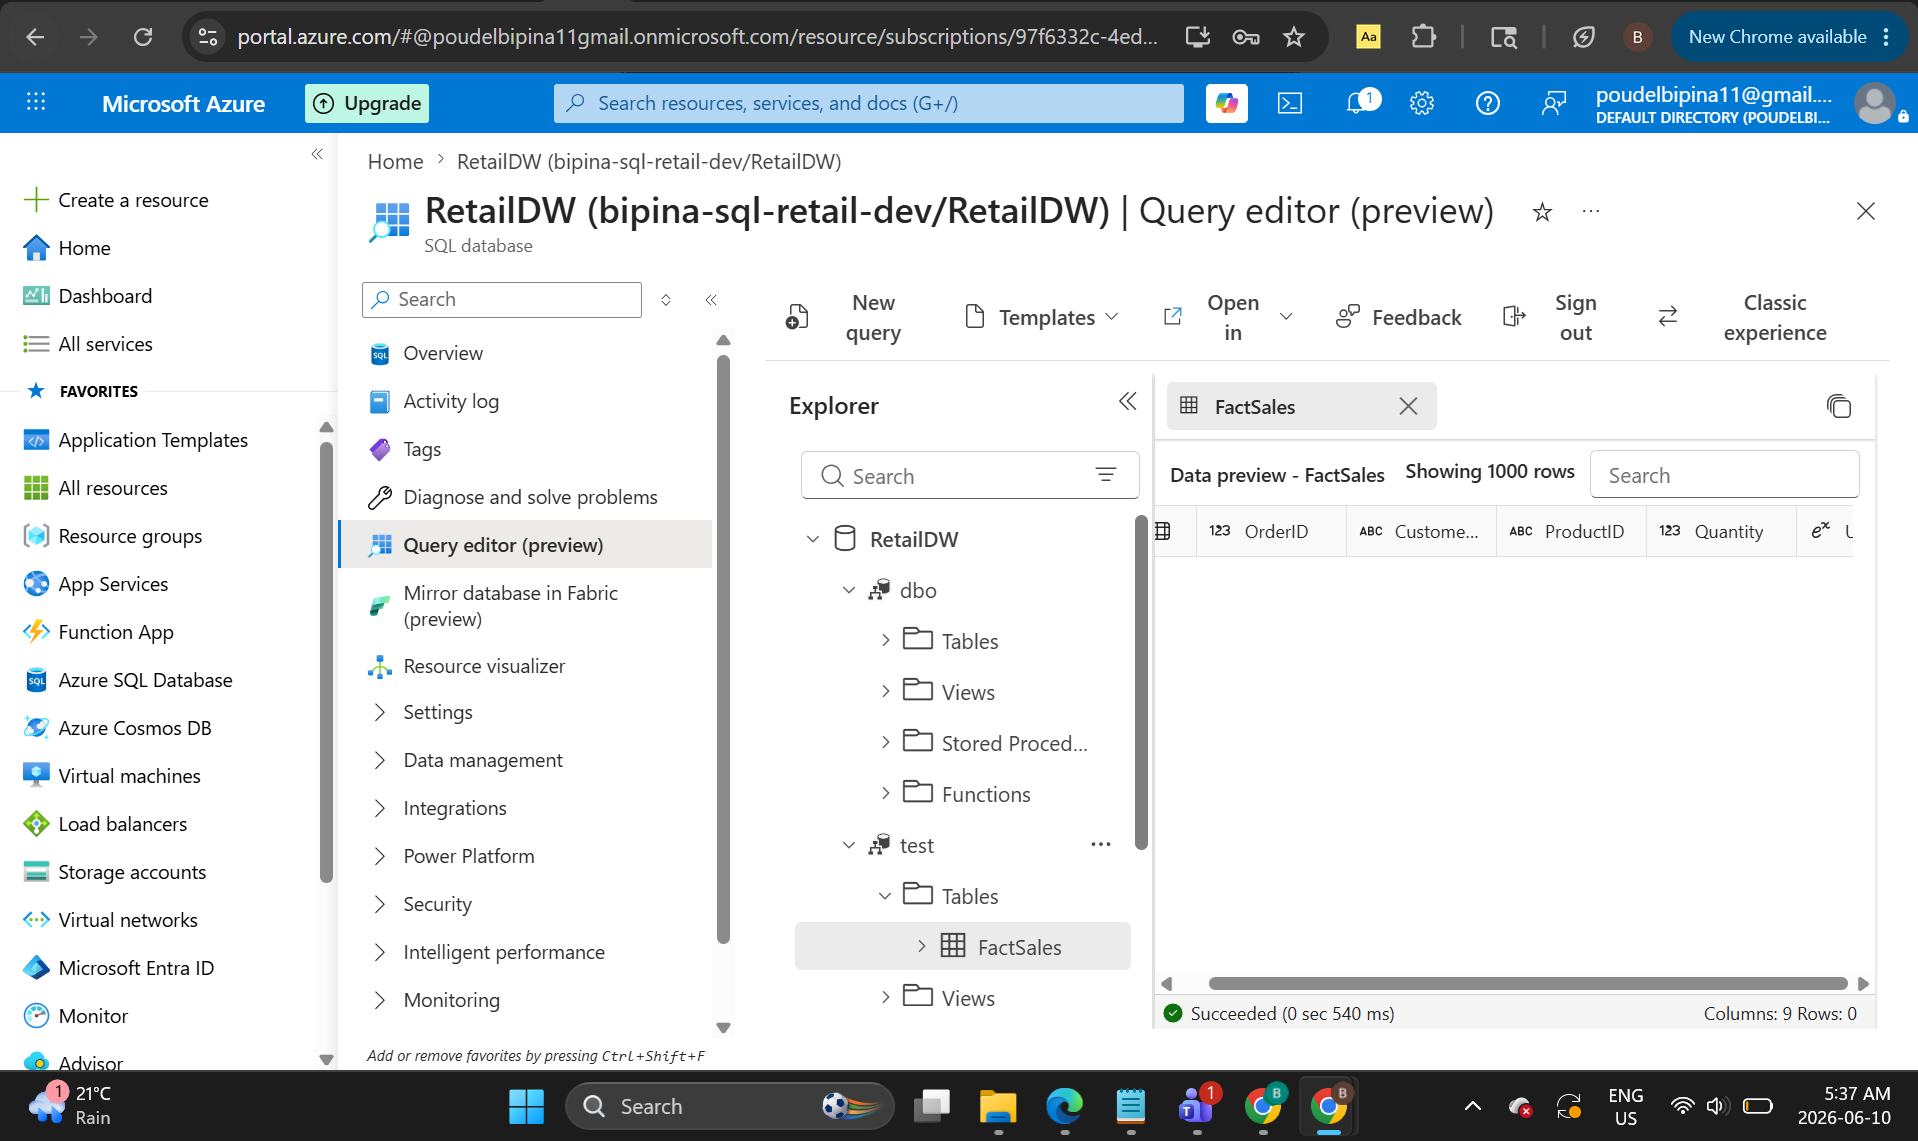 portal.azure.com/#@poudelbipina11gmail.onmicrosoft.com/resource/subscriptions/97f6332c-4ed...
Aa
B
New Chrome available
Microsoft Azure
Upgrade
Search resources, services, and docs (G+/)
1
poudelbipina11@gmail....
DEFAULT DIRECTORY (POUDELBI...
Create a resource
Home
Dashboard
All services
FAVORITES
Application Templates
All resources
Resource groups
App Services
Function App
SQL
Azure SQL Database
Azure Cosmos DB
Virtual machines
Load balancers
Storage accounts
Virtual networks
Microsoft Entra ID
Monitor
Advisor
Home > RetailDW (bipina-sql-retail-dev/RetailDW)
RetailDW (bipina-sql-retail-dev/RetailDW) | Query editor (preview)
SQL database
Search
SQL
Overview
Activity log
Tags
Diagnose and solve problems
Query editor (preview)
Mirror database in Fabric
(preview)
Resource visualizer
Settings
Data management
Integrations
Power Platform
Security
Intelligent performance
Monitoring
Add or remove favorites by pressing Ctrl+Shift+F
New
query
Templates
Open
in
Feedback
Sign
out
Classic
experience
Explorer
Search
RetailDW
dbo
Tables
Views
Stored Proced...
Functions
test
Tables
FactSales
Views
FactSales
Data preview - FactSales
Showing 1000 rows
Search
123 OrderID
ABC Custome...
ABC ProductID
123 Quantity
eˣ
Succeeded (0 sec 540 ms)
Columns: 9 Rows: 0
1
21°C
Rain
Search
T
1
B
B
ENG
US
5:37 AM
2026-06-10